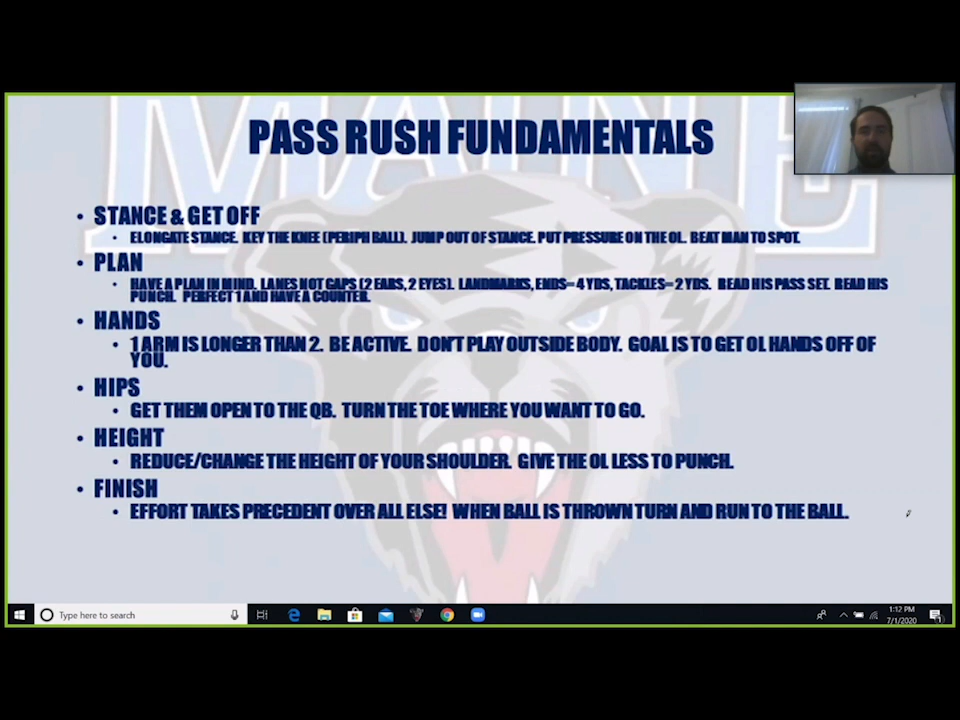 MAINE
PASS RUSH FUNDAMENTALS
• STANCE & GET OFF
• ELONGATE STANCE. KEY THE KNEE (PERIPH BALL). JUMP OUT OF STANCE. PUT PRESSURE ON THE OL. BEAT MAN TO SPOT.
• PLAN
• HAVE A PLAN IN MIND. LANES NOT GAPS (2 EARS, 2 EYES). LANDMARKS, ENDS= 4 YDS, TACKLES= 2 YDS. READ HIS PASS SET. READ HIS
PUNCH. PERFECT 1 AND HAVE A COUNTER.
• HANDS
• 1 ARM IS LONGER THAN 2. BE ACTIVE. DON'T PLAY OUTSIDE BODY. GOAL IS TO GET OL HANDS OFF OF
YOU.
• HIPS
• GET THEM OPEN TO THE QB. TURN THE TOE WHERE YOU WANT TO GO.
• HEIGHT
• REDUCE/CHANGE THE HEIGHT OF YOUR SHOULDER. GIVE THE OL LESS TO PUNCH.
• FINISH
• EFFORT TAKES PRECEDENT OVER ALL ELSE! WHEN BALL IS THROWN TURN AND RUN TO THE BALL.
Type here to search
1:12 PM
7/1/2020